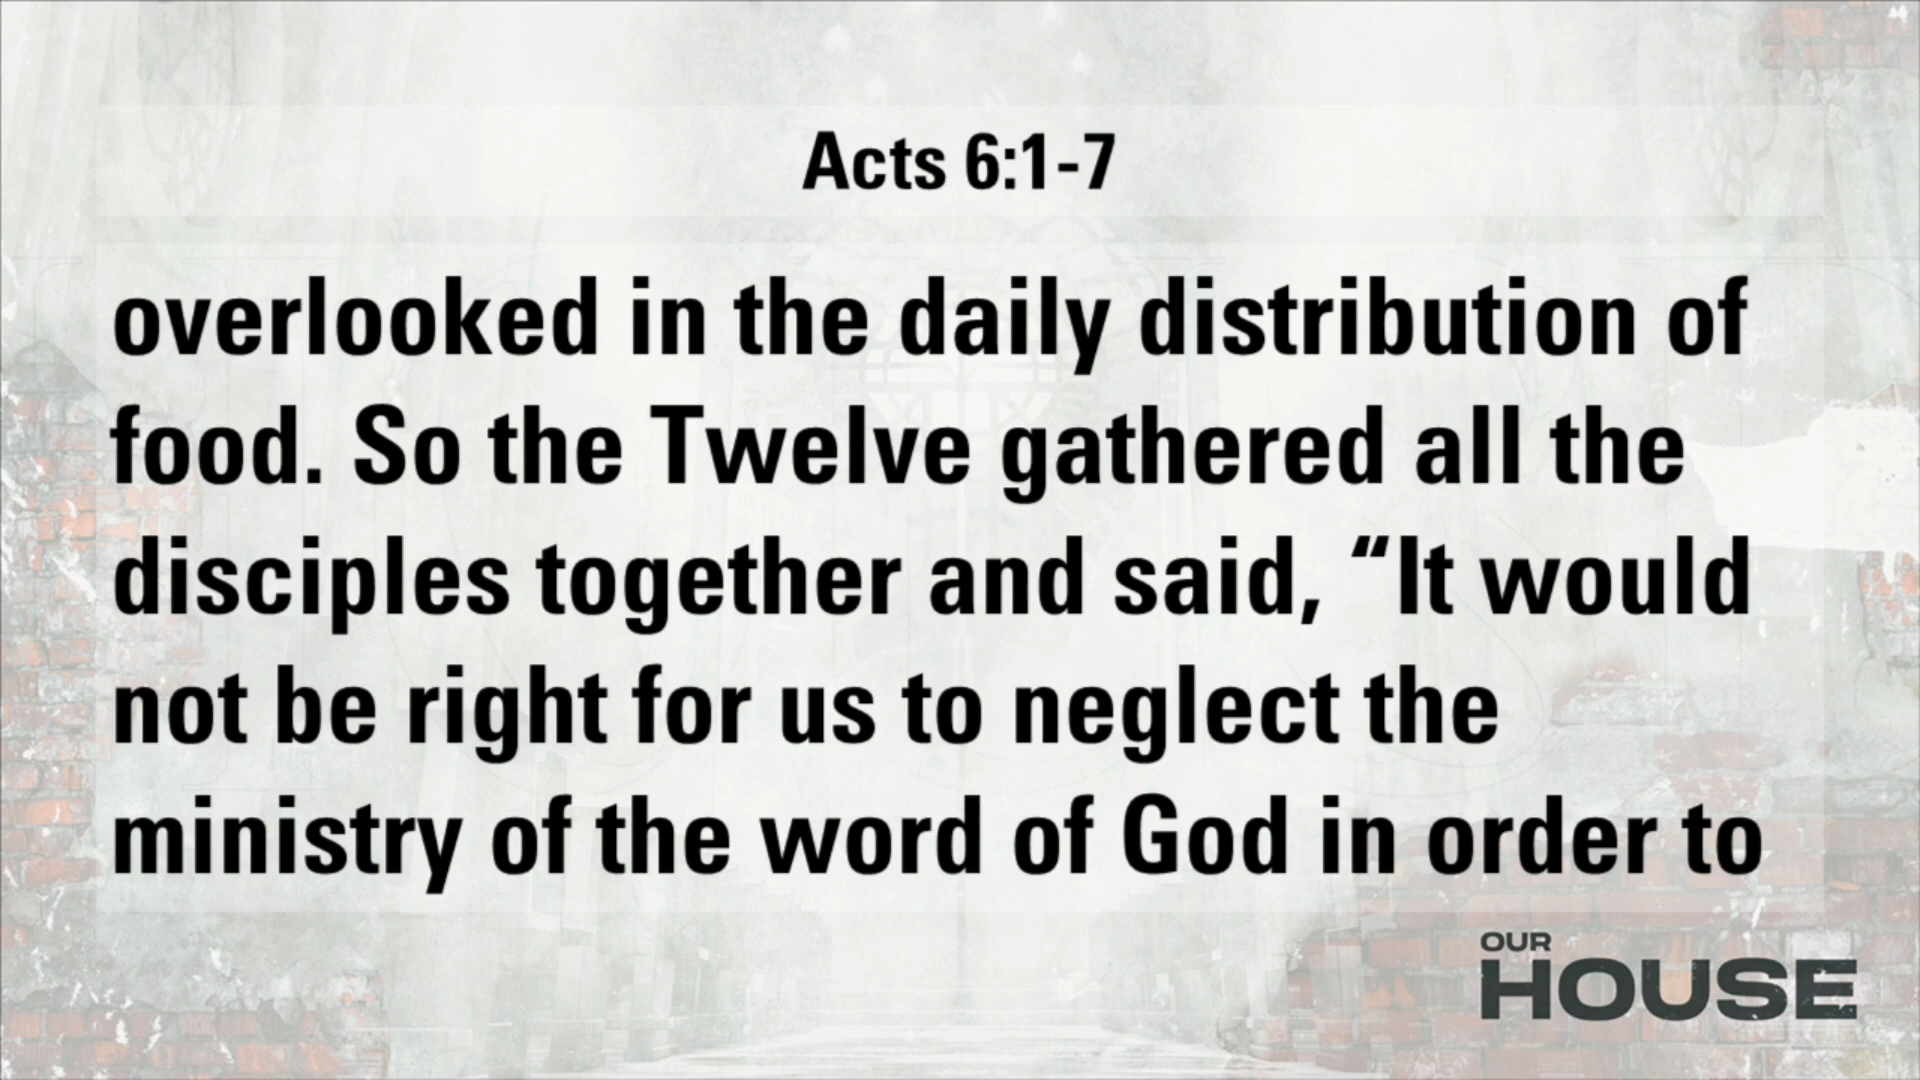 Acts 6:1-7
overlooked in the daily distribution of
food. So the Twelve gathered all the
disciples together and said, “It would
not be right for us to neglect the
ministry of the word of God in order to
OUR
HOUSE